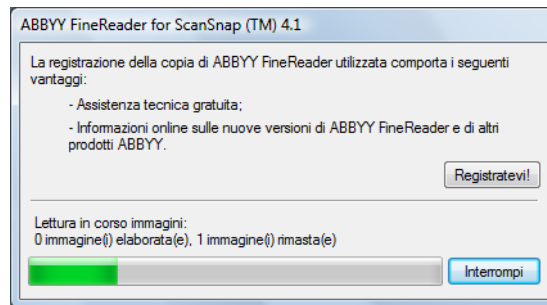 ABBYY FineReader for ScanSnap (TM) 4.1
La registrazione della copia di ABBYY FineReader utilizzata comporta i seguenti
vantaggi:
- Assistenza tecnica gratuita;
- Informazioni online sulle nuove versioni di ABBYY FineReader e di altri
prodotti ABBYY.
Registratevi!
Lettura in corso immagini:
0 immagine(i) elaborata(e), 1 immagine(i) rimasta(e)
Interrompi